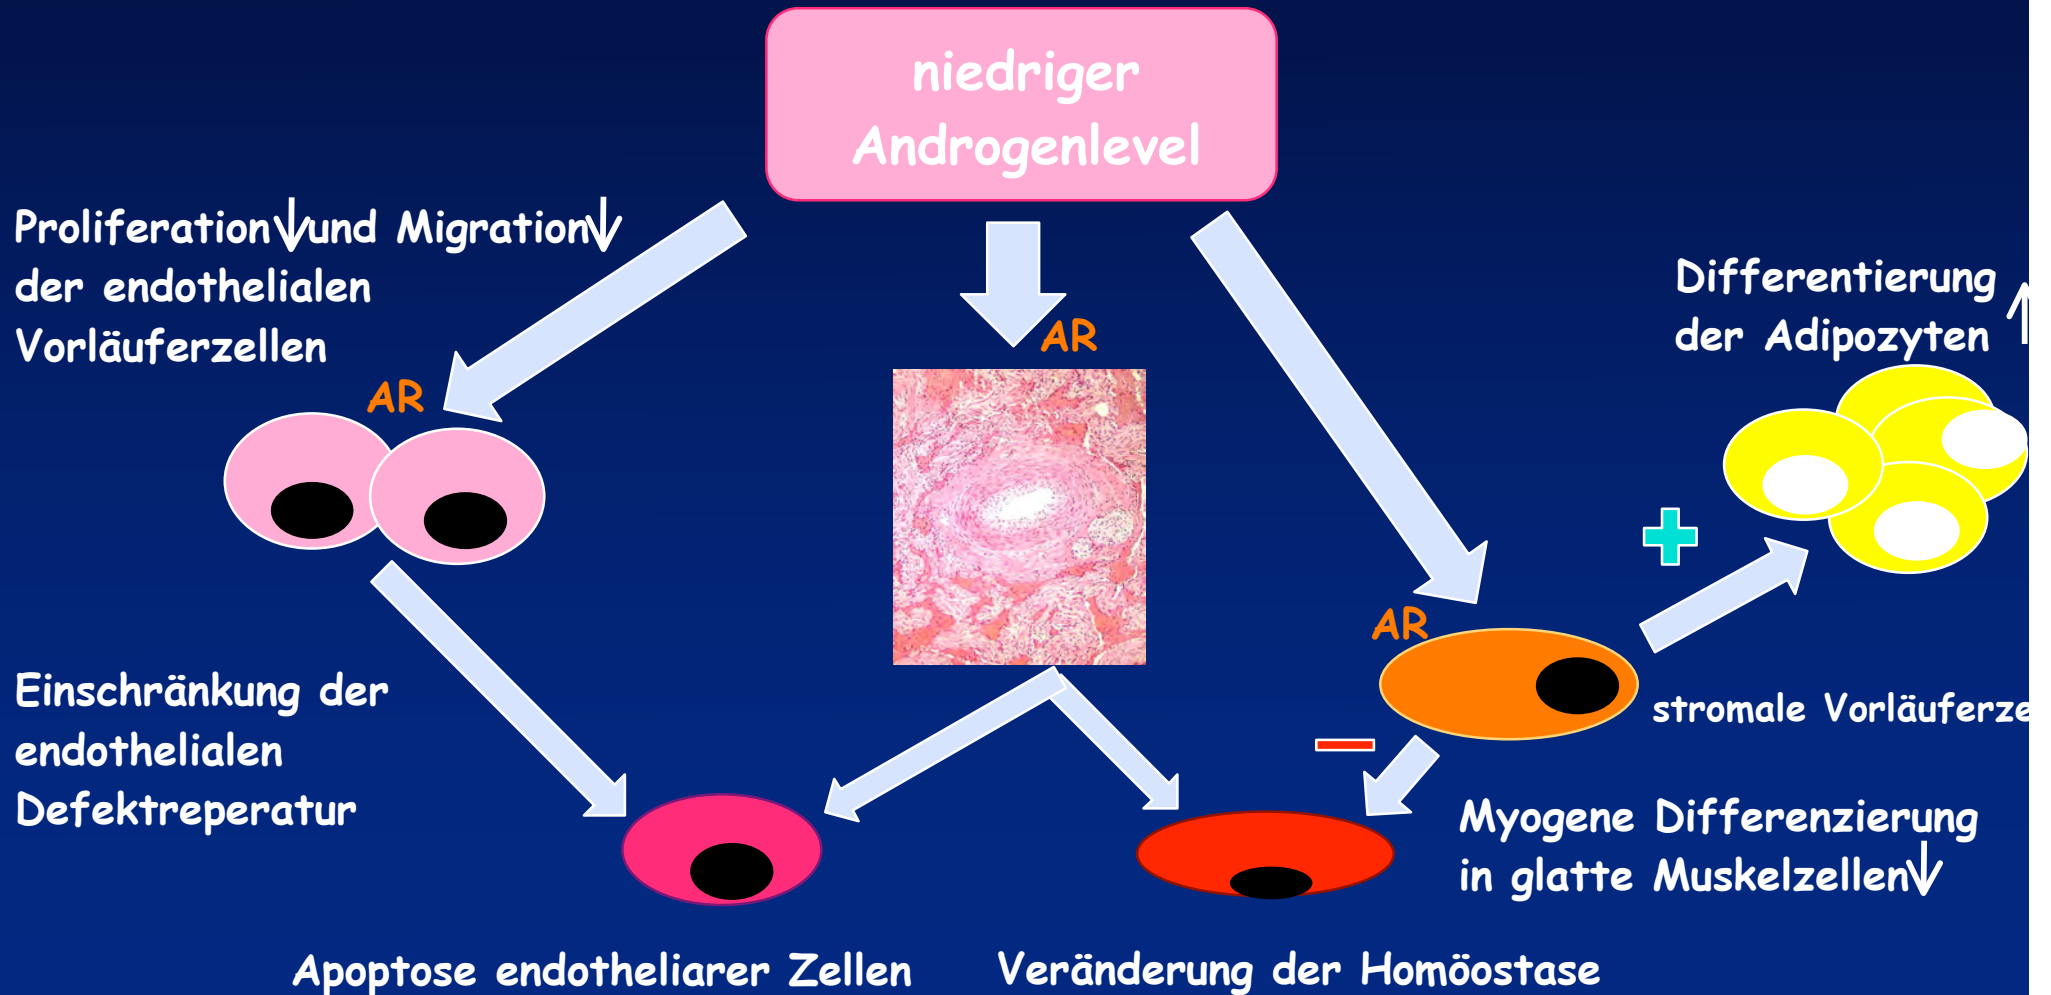 niedriger
Androgenlevel
Proliferation↓und Migration↓
der endothelialen
Vorläuferzellen
AR
AR
Differentierung
der Adipozyten ↑
AR
stromale Vorläuferze
Einschränkung der
endothelialen
Defektreperatur
Myogene Differenzierung
in glatte Muskelzellen↓
Apoptose endotheliarer Zellen
Veränderung der Homöostase